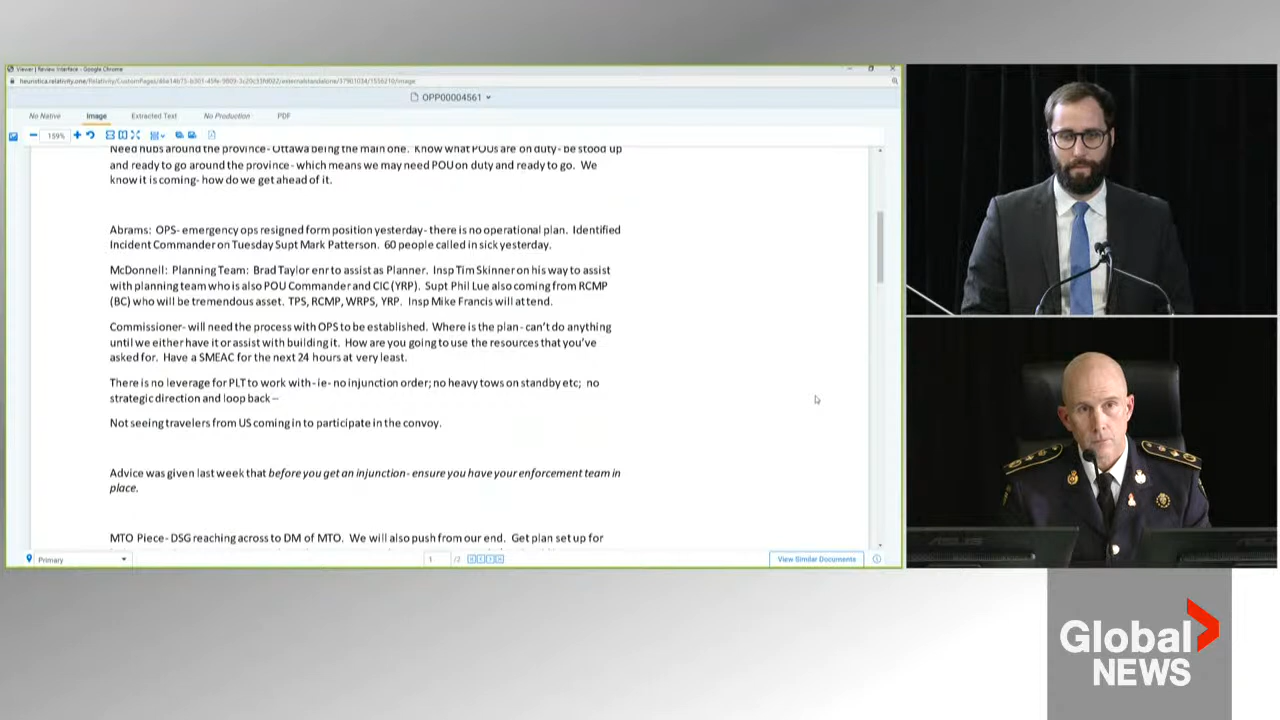 Viewer | Review Interface - Google Chrome
OPP00004561
No Native Image Extracted Text No Production PDF
159%
Need hubs around the province- Ottawa being the main one. Know what POUs are on duty- be stood up
and ready to go around the province- which means we may need POU on duty and ready to go. We
know it is coming- how do we get ahead of it.
Abrams: OPS- emergency ops resigned form position yesterday- there is no operational plan. Identified
Incident Commander on Tuesday Supt Mark Patterson. 60 people called in sick yesterday.
McDonnell: Planning Team: Brad Taylor enr to assist as Planner. Insp Tim Skinner on his way to assist
with planning team who is also POU Commander and CIC (YRP). Supt Phil Lue also coming from RCMP
(BC) who will be tremendous asset. TPS, RCMP, WRPS, YRP. Insp Mike Francis will attend.
Commissioner- will need the process with OPS to be established. Where is the plan- can't do anything
until we either have it or assist with building it. How are you going to use the resources that you've
asked for. Have a SMEAC for the next 24 hours at very least.
There is no leverage for PLT to work with- ie- no injunction order; no heavy tows on standby etc; no
strategic direction and loop back –
Not seeing travelers from US coming in to participate in the convoy.
Advice was given last week that before you get an injunction- ensure you have your enforcement team in
place.
MTO Piece- DSG reaching across to DM of MTO. We will also push from our end. Get plan set up for
Primary 1 View Similar Documents
ASUS
Global
NEWS